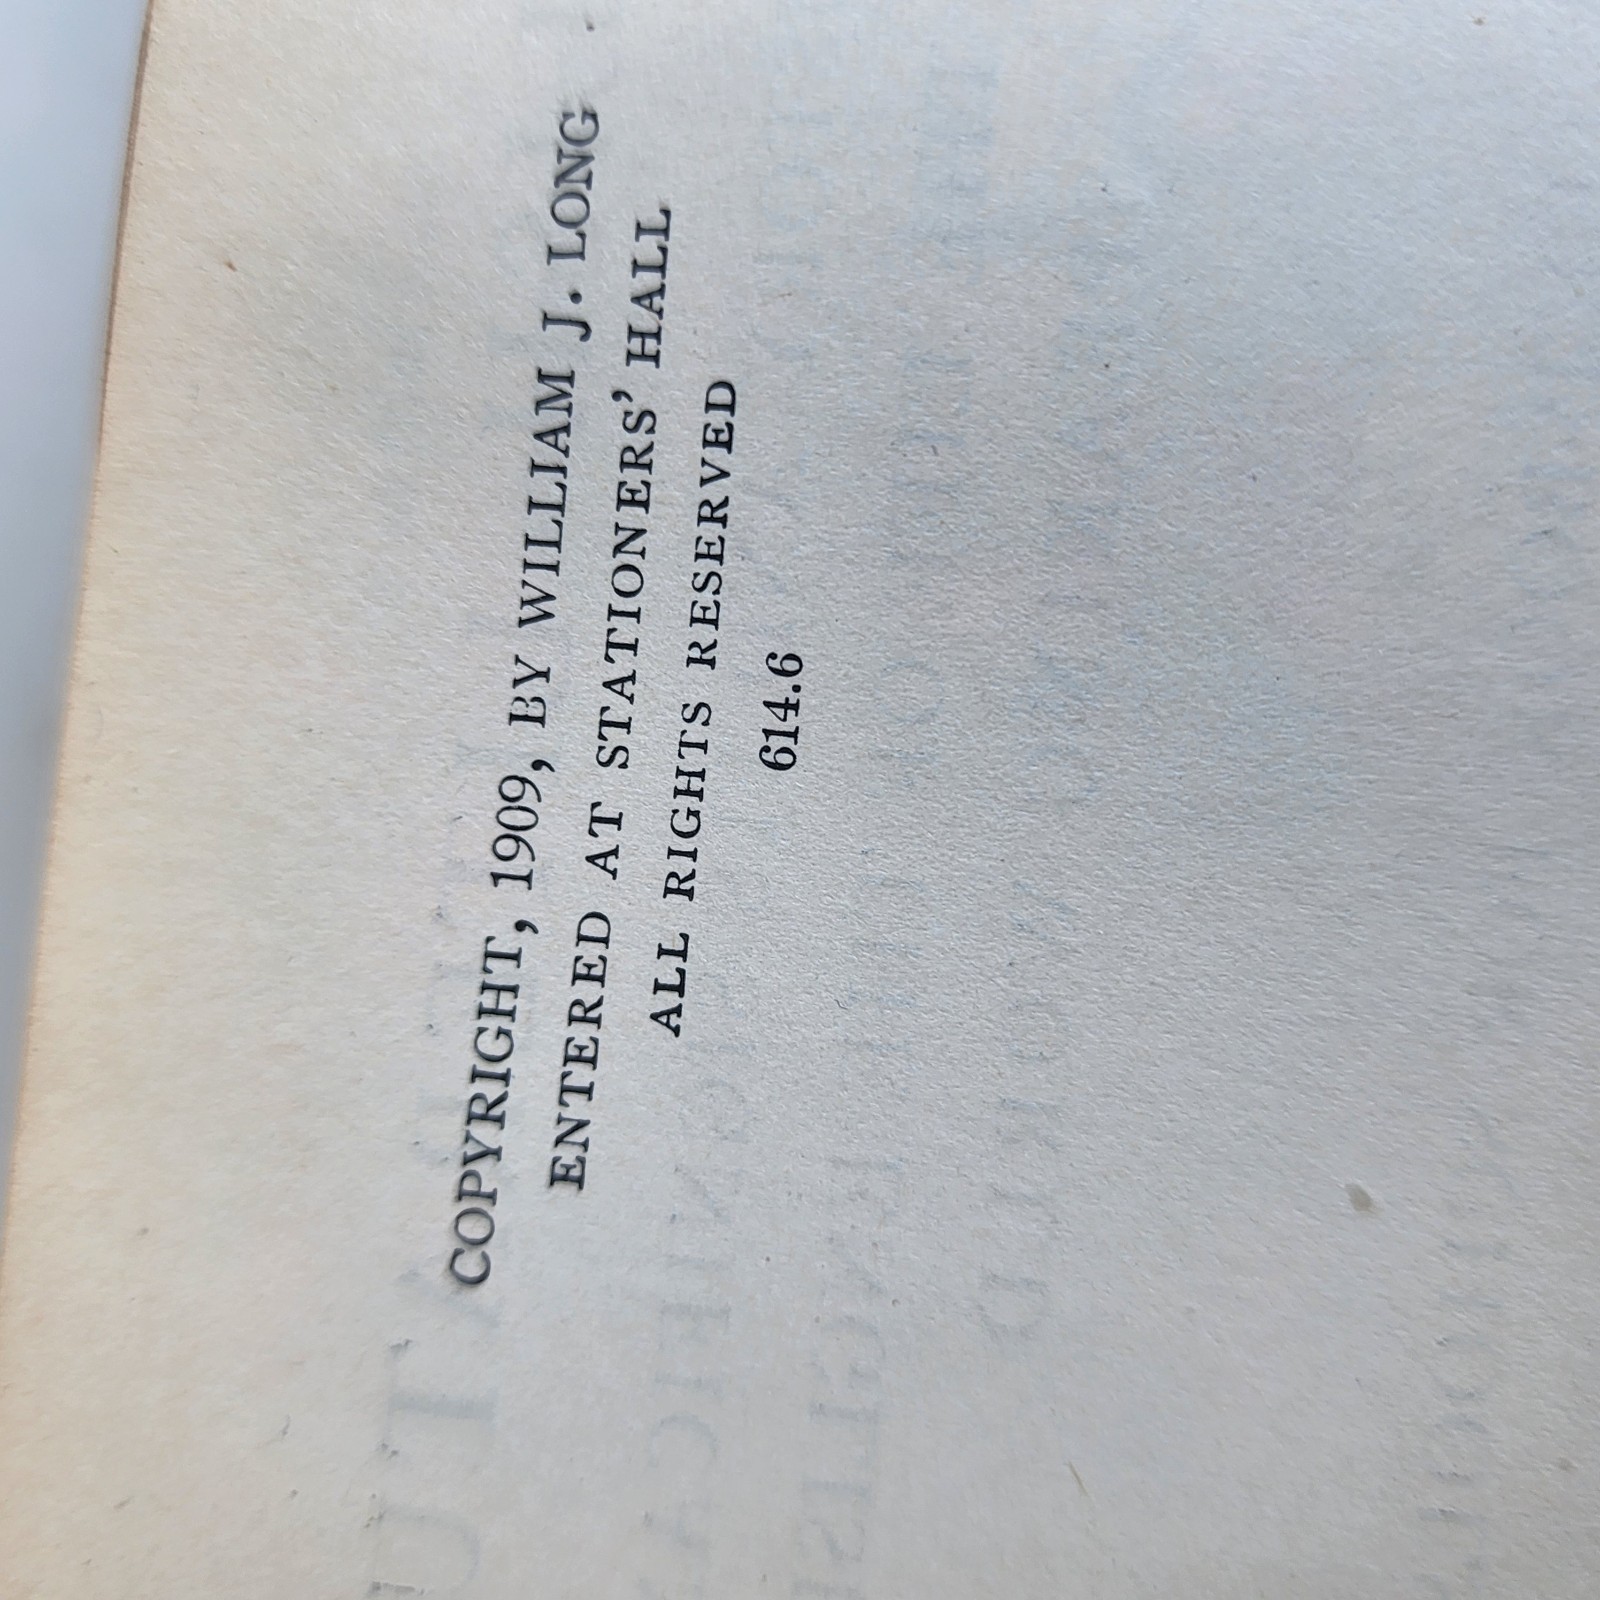 COPYRIGHT, 1909, BY WILLIAM J. LONG
ENTERED AT STATIONERS' HALL
ALL RIGHTS RESERVED
614.6